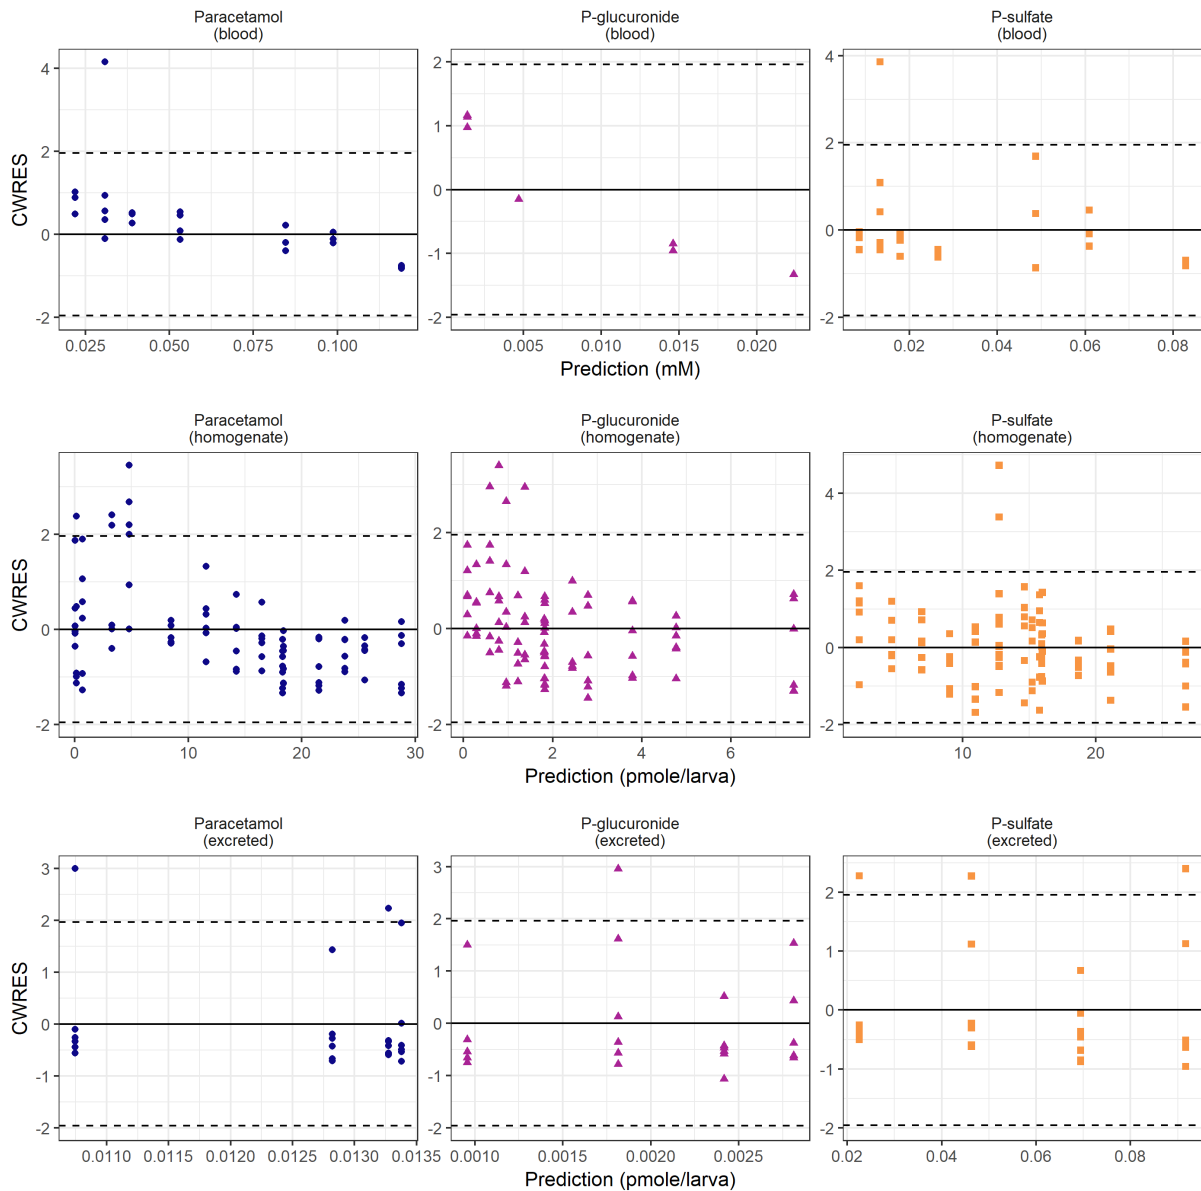 Paracetamol
(blood)
P-glucuronide
(blood)
P-sulfate
(blood)
CWRES
4
2
0
-2
2
1
0
-1
-2
4
2
0
-2
0.025 0.050 0.075 0.100
0.005 0.010 0.015 0.020
0.02 0.04 0.06 0.08
Prediction (mM)
Paracetamol
(homogenate)
P-glucuronide
(homogenate)
P-sulfate
(homogenate)
CWRES
2
0
-2
2
0
-2
4
2
0
-2
0 10 20 30
0 2 4 6
10 20
Prediction (pmole/larva)
Paracetamol
(excreted)
P-glucuronide
(excreted)
P-sulfate
(excreted)
CWRES
3
2
1
0
-1
-2
3
2
1
0
-1
-2
2
1
0
-1
-2
0.0110 0.0115 0.0120 0.0125 0.0130 0.0135
0.0010 0.0015 0.0020 0.0025
0.02 0.04 0.06 0.08
Prediction (pmole/larva)